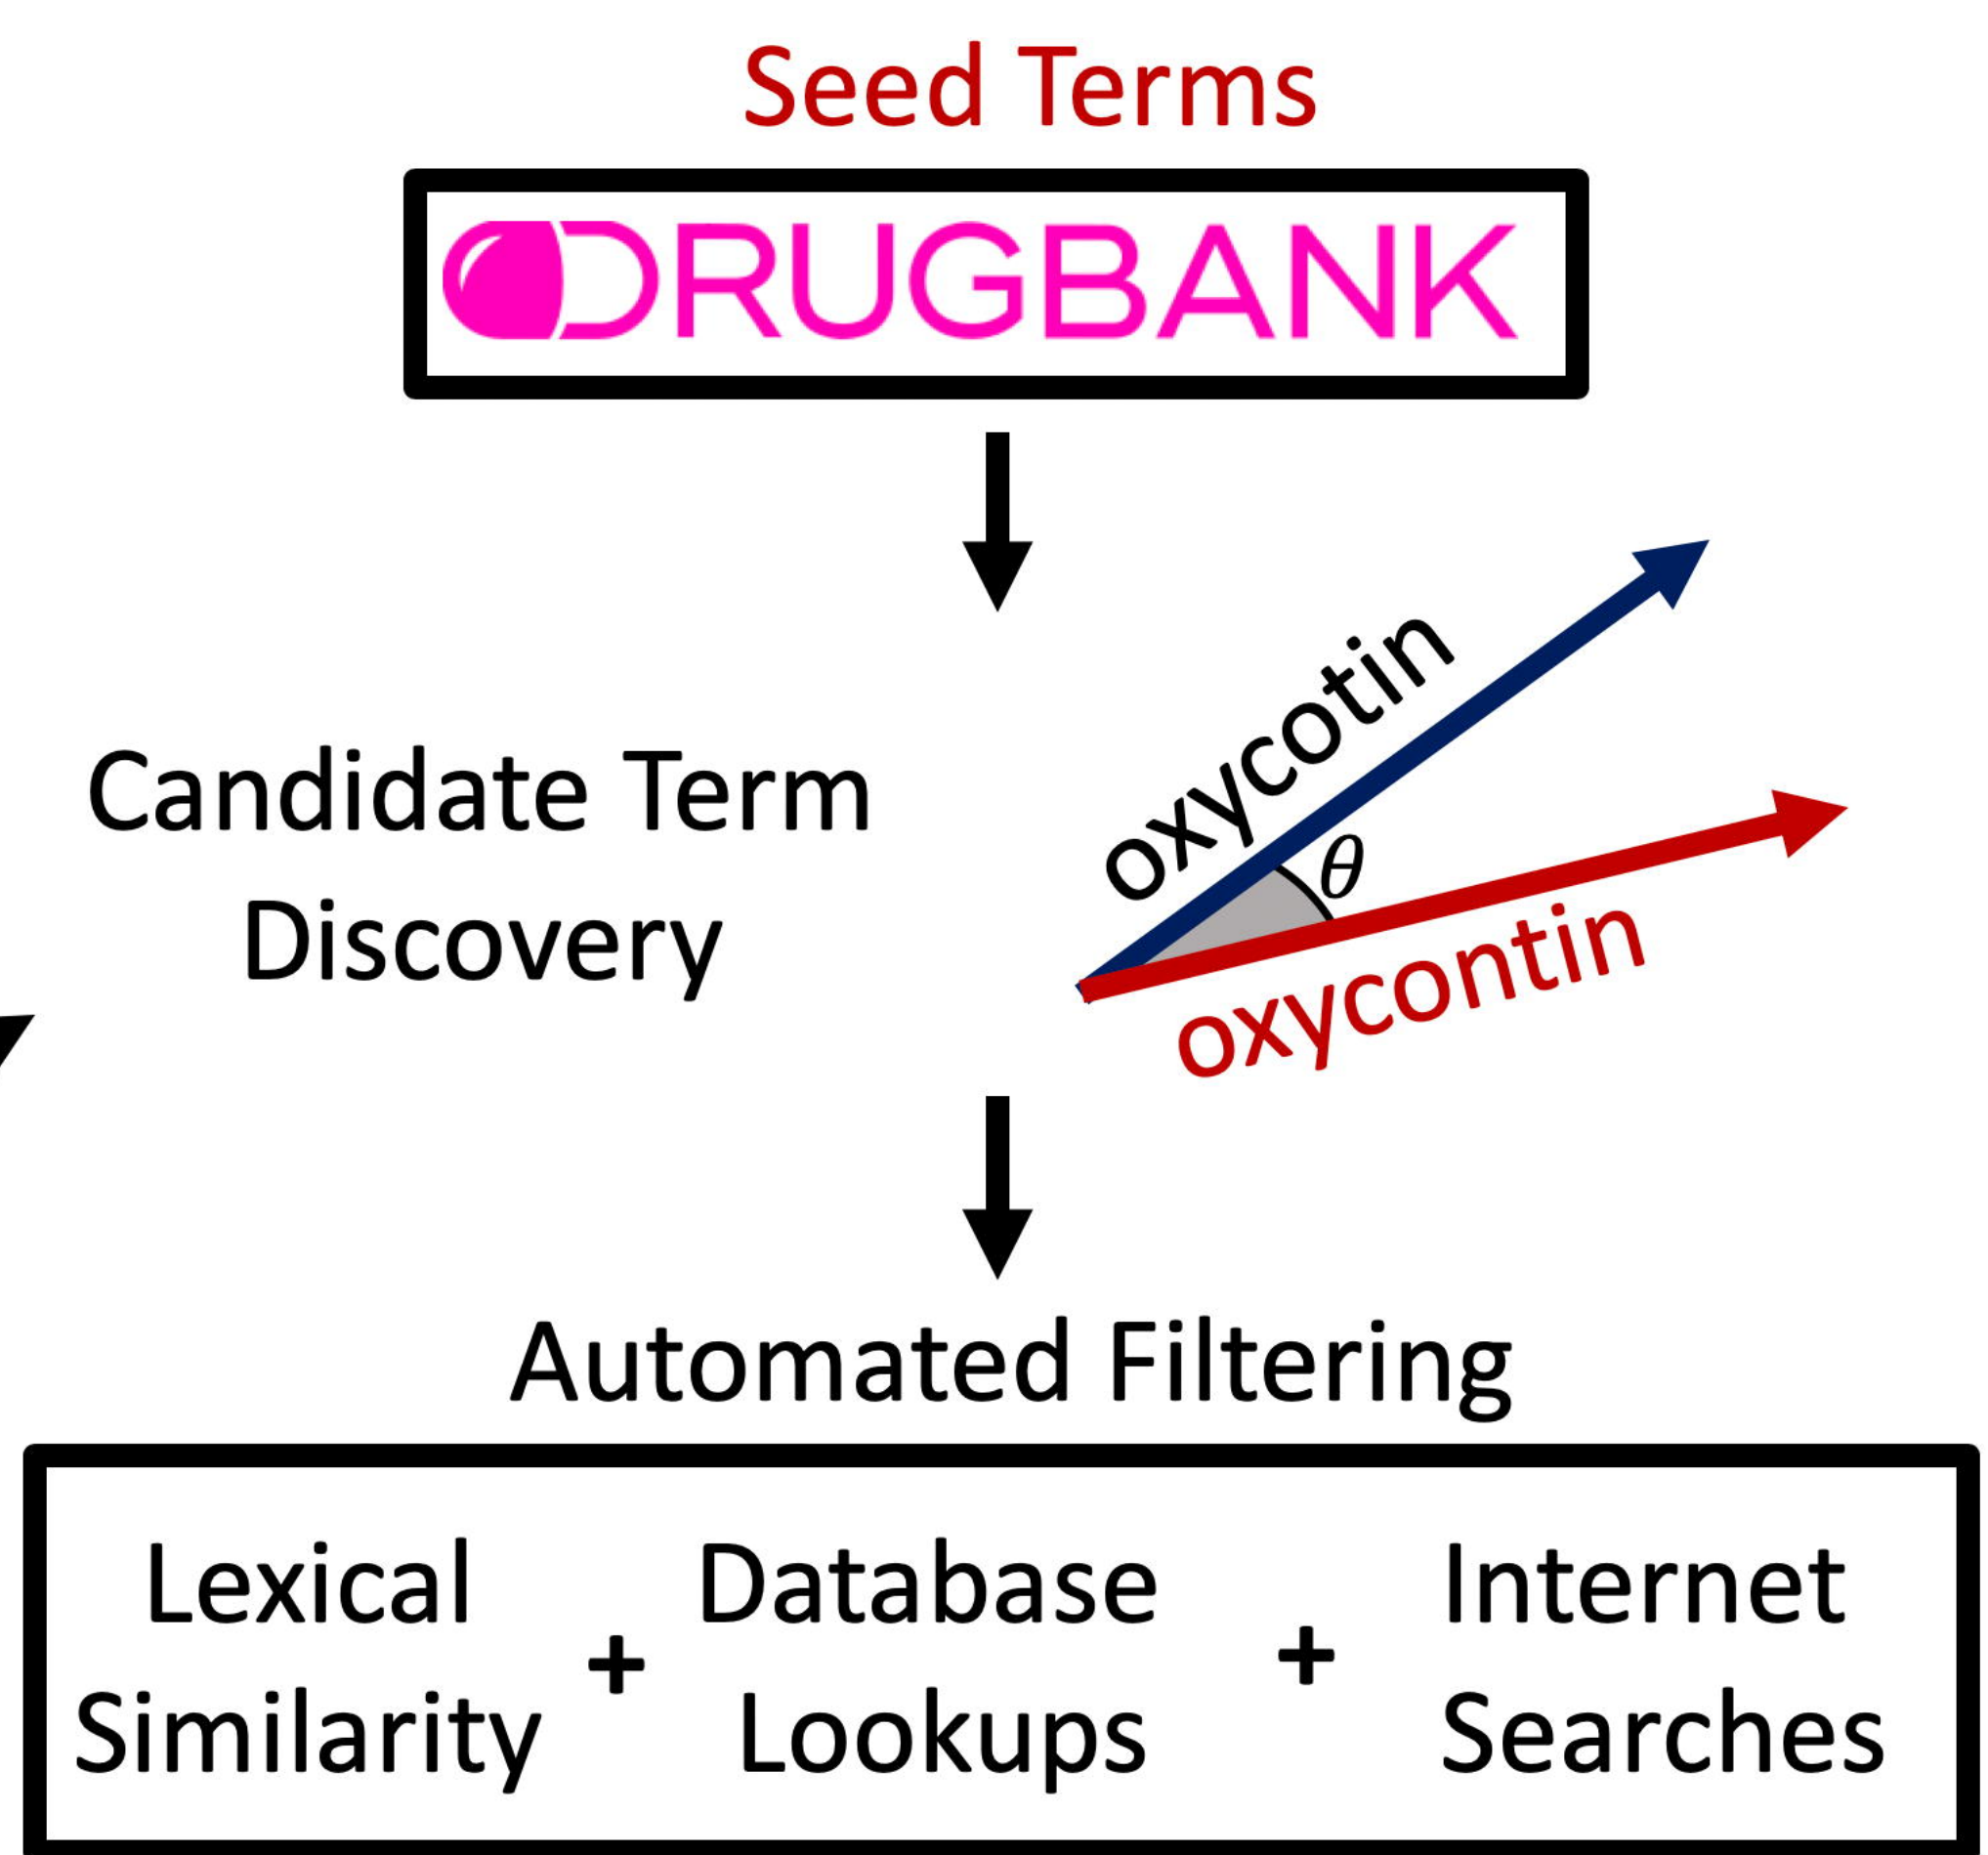 Seed Terms
DRUGBANK
Candidate Term
Discovery
oxycotin
θ
oxycontin
Automated Filtering
Lexical
Similarity
+
Database
Lookups
+
Internet
Searches